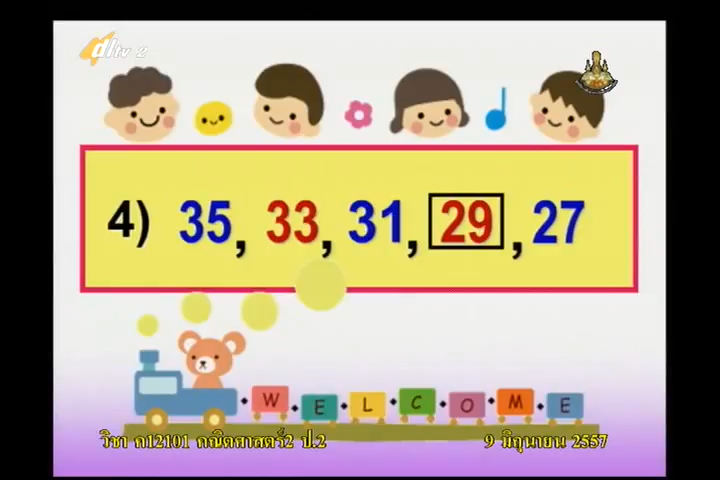 dltv 2
4) 35, 33, 31, 29, 27
WELCOME
วิชา ค12101 คณิตศาสตร์2 ป.2
9 มิถุนายน 2557